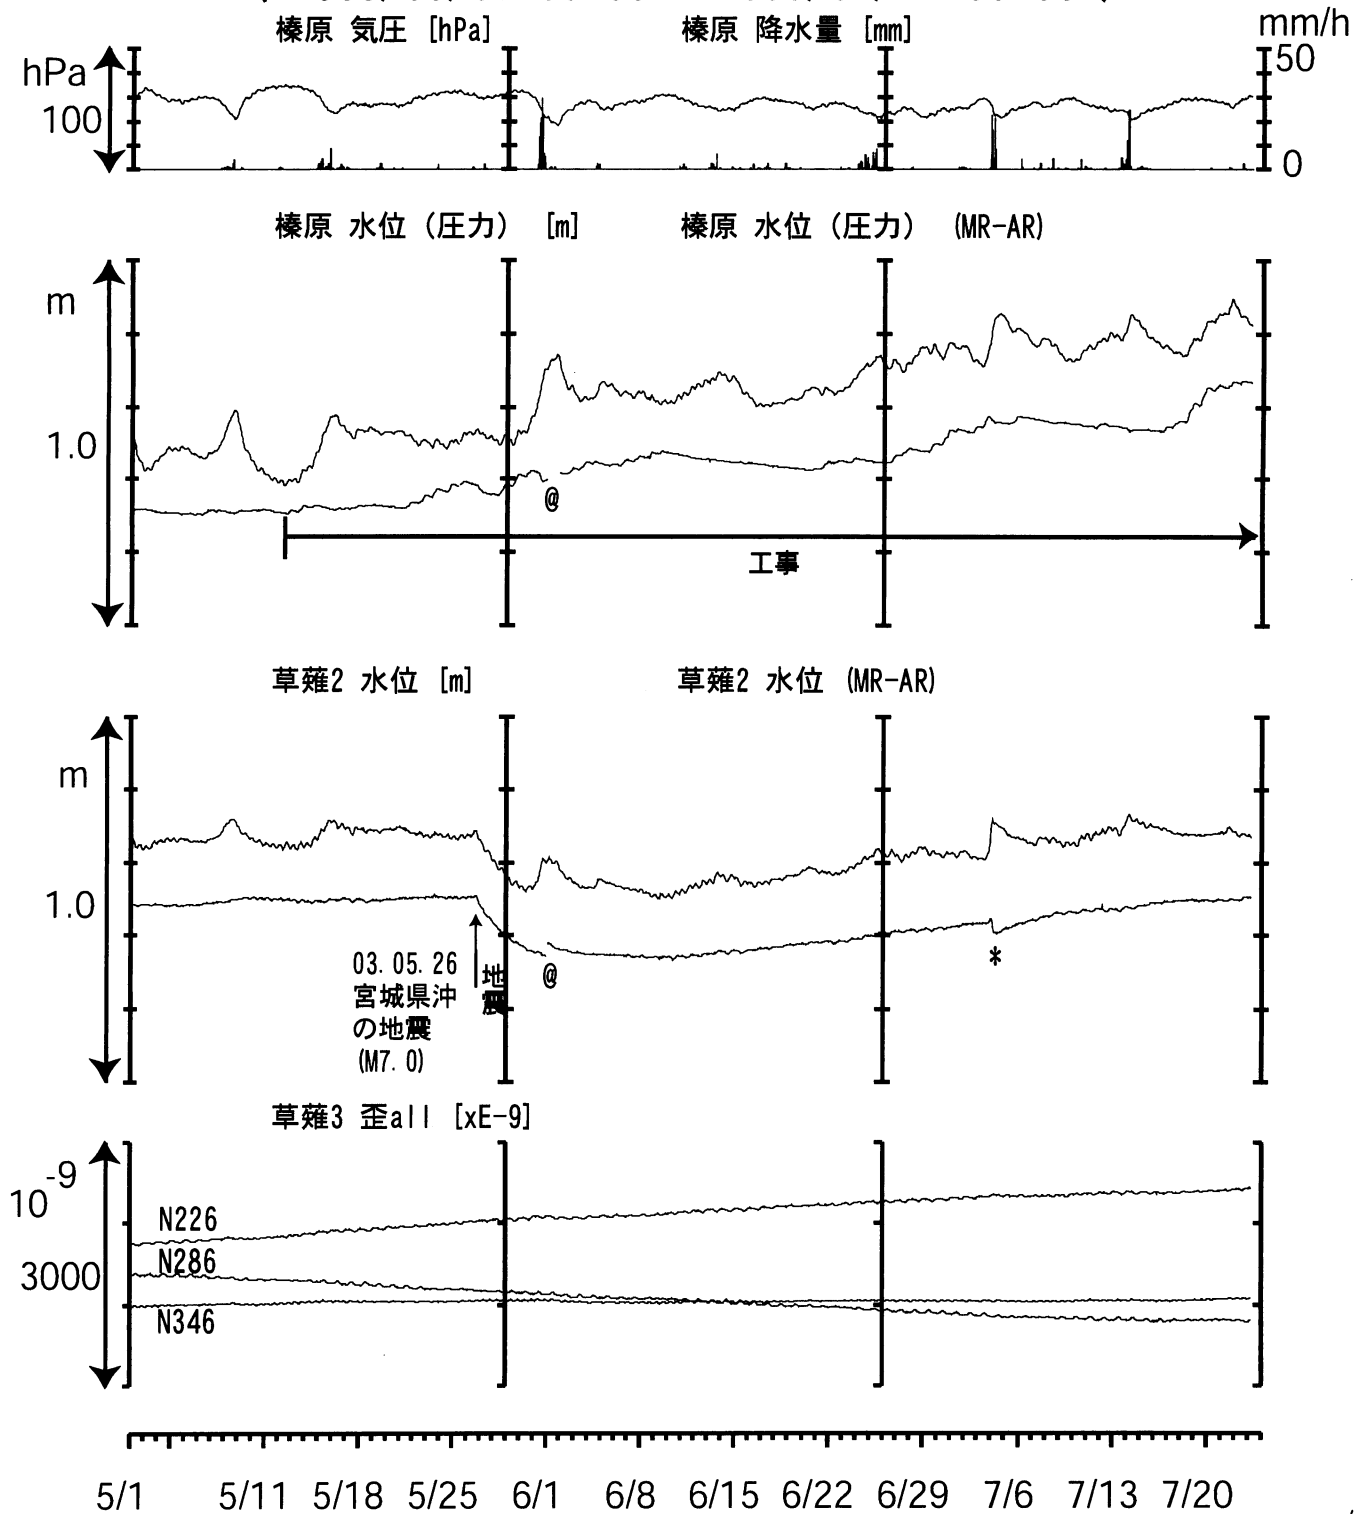 榛原 気圧 [hPa] 榛原 降水量 [mm] mm/h
hPa 50
100
0
榛原 水位（圧力） [m] 榛原 水位（圧力） (MR-AR)
m
1.0
@
工事
草薙2 水位 [m] 草薙2 水位 (MR-AR)
m
1.0
03.05.26
宮城県沖
の地震
(M7.0)
地震
@
*
草薙3 歪all [xE-9]
10-9
N226
N286
3000
N346
5/1 5/11 5/18 5/25 6/1 6/8 6/15 6/22 6/29 7/6 7/13 7/20